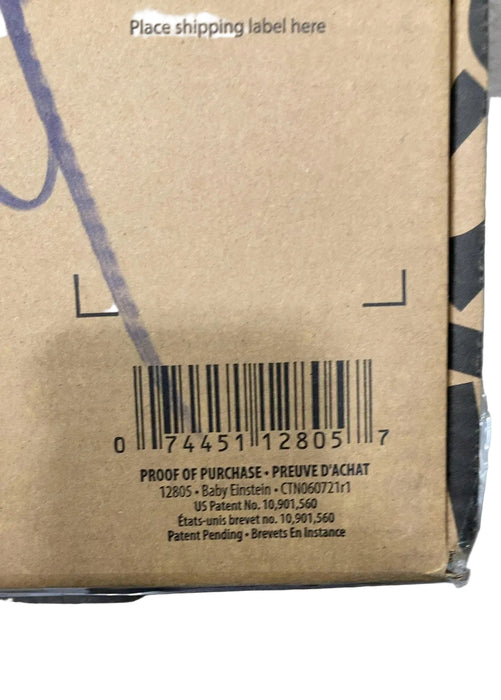 Place shipping label here
0 74451 12805 7
PROOF OF PURCHASE • PREUVE D'ACHAT
12805 • Baby Einstein • CTN060721r1
US Patent No. 10,901,560
États-unis brevet no. 10,901,560
Patent Pending • Brevets En Instance